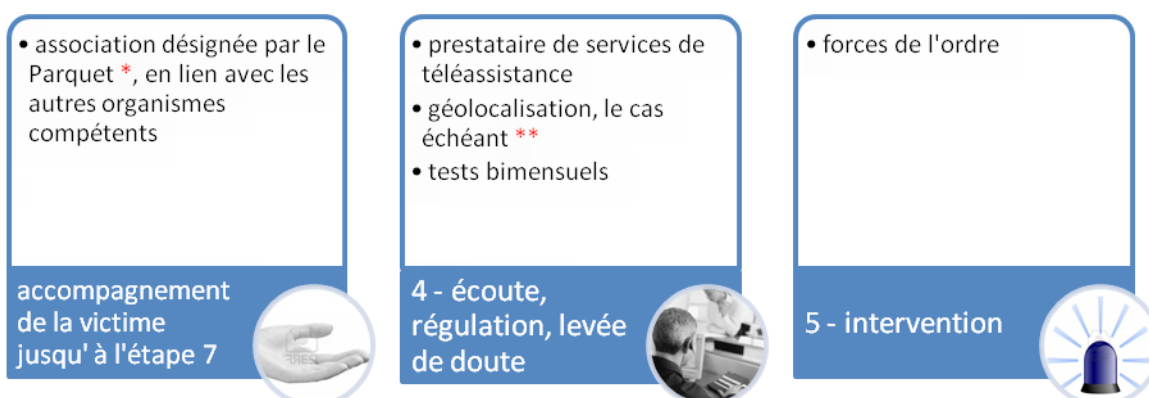 • association désignée par le
Parquet *, en lien avec les
autres organismes
compétents
accompagnement
de la victime
jusqu' à l'étape 7
• prestataire de services de
téléassistance
• géolocalisation, le cas
échéant **
• tests bimensuels
4 - écoute,
régulation, levée
de doute
• forces de l'ordre
5 - intervention